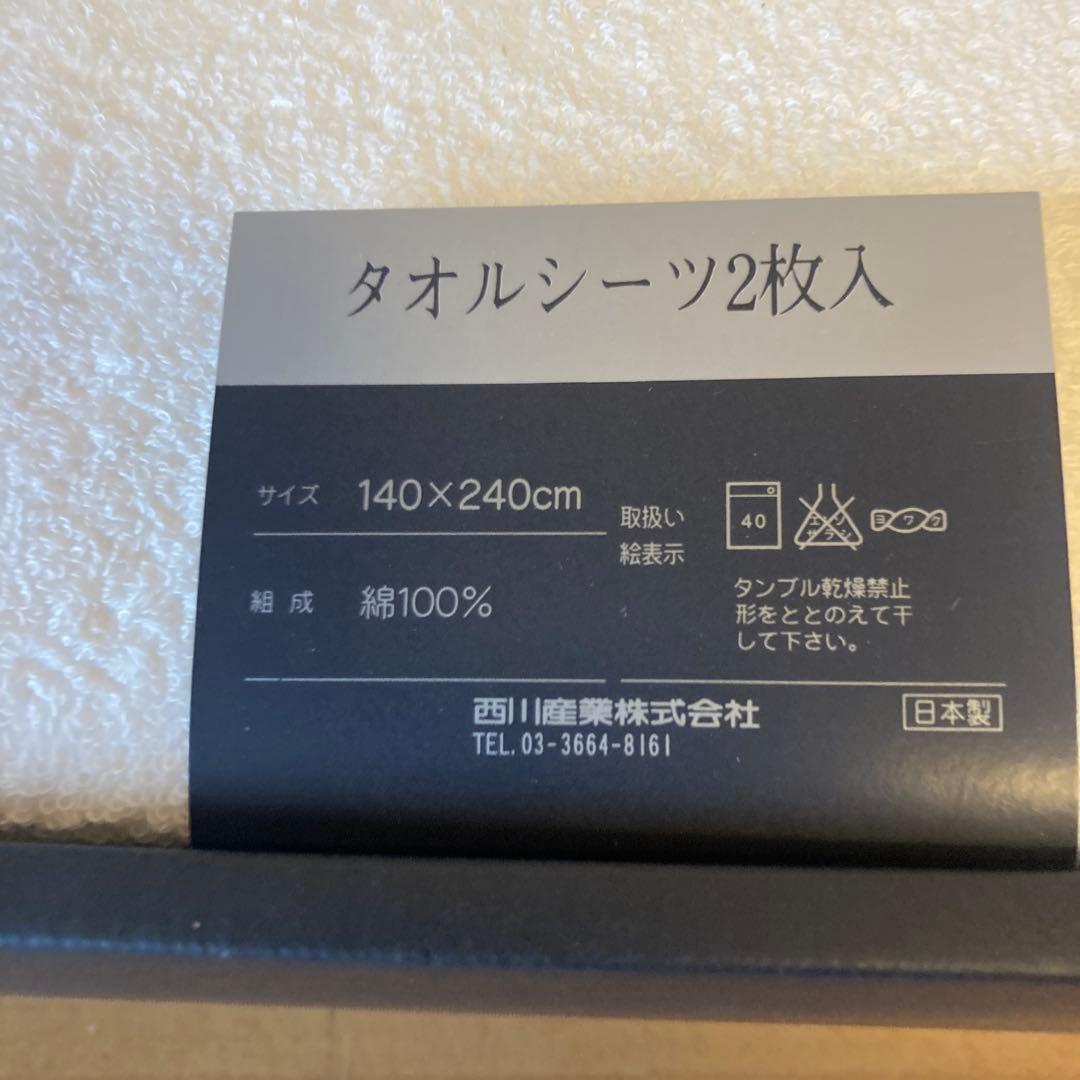 タオルシーツ2枚入
サイズ 140×240cm
組成 綿100%
取扱い
絵表示
40
エンソ
サラシ
ヨワク
タンブル乾燥禁止
形をととのえて干
して下さい。
西川産業株式会社
TEL.03-3664-8161
日本製